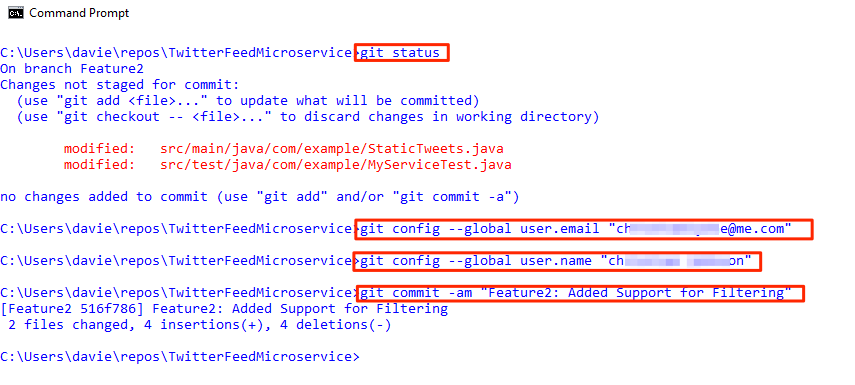 Command Prompt
C:\Users\davie\repos\TwitterFeedMicroservice>git status
On branch Feature2
Changes not staged for commit:
(use "git add <file>..." to update what will be committed)
(use "git checkout -- <file>..." to discard changes in working directory)
modified: src/main/java/com/example/StaticTweets.java
modified: src/test/java/com/example/MyServiceTest.java
no changes added to commit (use "git add" and/or "git commit -a")
C:\Users\davie\repos\TwitterFeedMicroservice>git config --global user.email "ch e@me.com"
C:\Users\davie\repos\TwitterFeedMicroservice>git config --global user.name "ch on"
C:\Users\davie\repos\TwitterFeedMicroservice>git commit -am "Feature2: Added Support for Filtering"
[Feature2 516f786] Feature2: Added Support for Filtering
2 files changed, 4 insertions(+), 4 deletions(-)
C:\Users\davie\repos\TwitterFeedMicroservice>